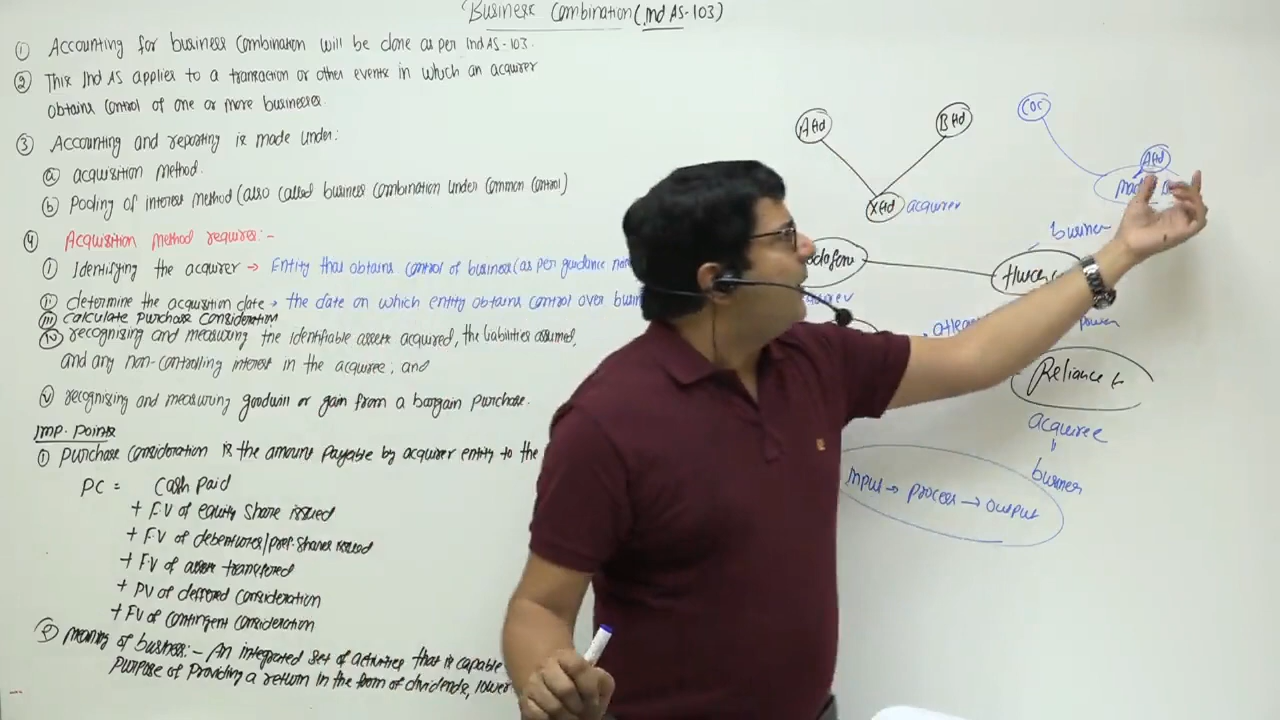 Business Combination (Ind AS-103)
① Accounting for business Combination will be done as per Ind AS-103.
② This Ind AS applies to a transaction or other events in which an acquirer
obtains control of one or more businesses.
③ Accounting and reporting is made under:
ⓐ acquisition method.
ⓑ Pooling of interest method (also called business combination under Common Control)
④ Acquisition method requires:-
ⓘ Identifying the acquirer → Entity that obtains control of business (as per guidance
ⓘⓘ determine the acquisition date → the date on which entity obtains control over
ⓘⓘⓘ calculate purchase consideration
ⓘⓥ recognising and measuring the identifiable assets acquired, the liabilities assumed,
and any non-controlling interest in the acquiree; and
ⓥ recognising and measuring goodwill or gain from a bargain purchase.
Imp. Points
① Purchase Consideration is the amount payable by acquirer entity to the
PC = Cash paid
+ F.V of equity share issued
+ F.V of debentures/pref. shares issued
+ F.V of assets transferred
+ PV of deffered Consideration
+ FV of Contingent Consideration
② Meaning of business:- An integrated set of activities that is capable
purpose of Providing a return in the form of dividends, lower
A ltd
B ltd
X ltd acquirer
COC
A ltd
business
power
Reliance
acquiree
business
Input → process → output